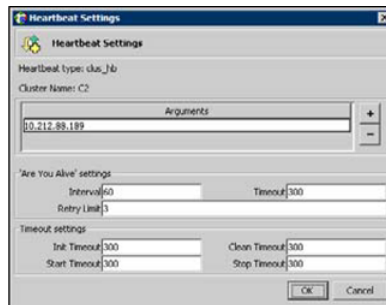 Heartbeat Settings
Heartbeat Settings
Heartbeat type: clus_hb
Cluster Name: C2
Arguments
10.212.88.189
+
-
'Are You Alive' settings
Interval 60 Timeout 300
Retry Limit 3
Timeout settings
Init Timeout 300 Clean Timeout 300
Start Timeout 300 Stop Timeout 300
OK Cancel